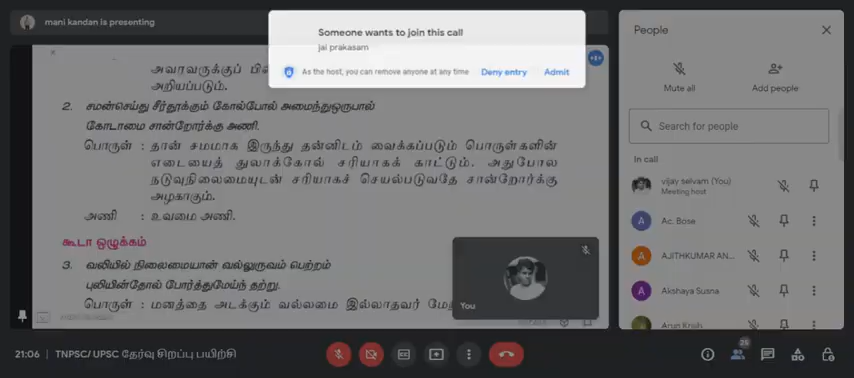 mani kandan is presenting
Someone wants to join this call
jai prakasam
As the host, you can remove anyone at any time
Deny entry
Admit
அவரவருக்குப்
அறியப்படும்.
2. சமன்செய்து சீர்தூக்கும் கோல்போல் அமைந்துஒருபால்
கோடாமை சான்றோர்க்கு அணி.
பொருள் : தான் சமமாக இருந்து தன்னிடம் வைக்கப்படும் பொருள்களின்
எடையைத் துலாக்கோல் சரியாகக் காட்டும். அதுபோல
நடுவுநிலைமையுடன் சரியாகச் செயல்படுவதே சான்றோர்க்கு
அழகாகும்.
அணி : உவமை அணி.
கூடா ஒழுக்கம்
3. வலியில் நிலைமையான் வல்லுருவம் பெற்றம்
புலியின்தோல் போர்த்துமேய்ந் தற்று.
பொருள் : மனத்தை அடக்கும் வல்லமை இல்லாதவர்
You
People
Mute all
Add people
Search for people
In call
vijay selvam (You)
Meeting host
A Ac. Bose
A AJITHKUMAR AN...
A Akshaya Susna
Arun Krish
21:06 | TNPSC/ UPSC தேர்வு சிறப்பு பயிற்சி
25